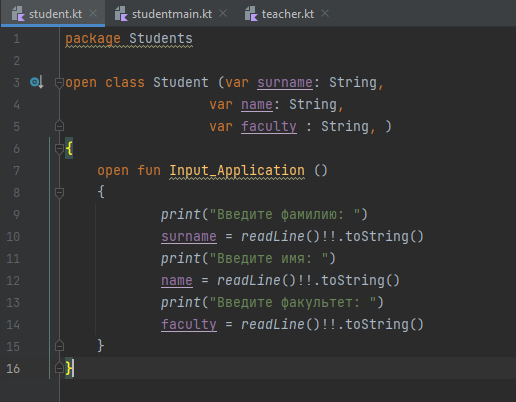 student.kt studentmain.kt teacher.kt
1 package Students
2
3 open class Student (var surname: String,
4 var name: String,
5 var faculty : String, )
6 {
7 open fun Input_Application ()
8 {
9 print("Введите фамилию: ")
10 surname = readLine()!!.toString()
11 print("Введите имя: ")
12 name = readLine()!!.toString()
13 print("Введите факультет: ")
14 faculty = readLine()!!.toString()
15 }
16 }